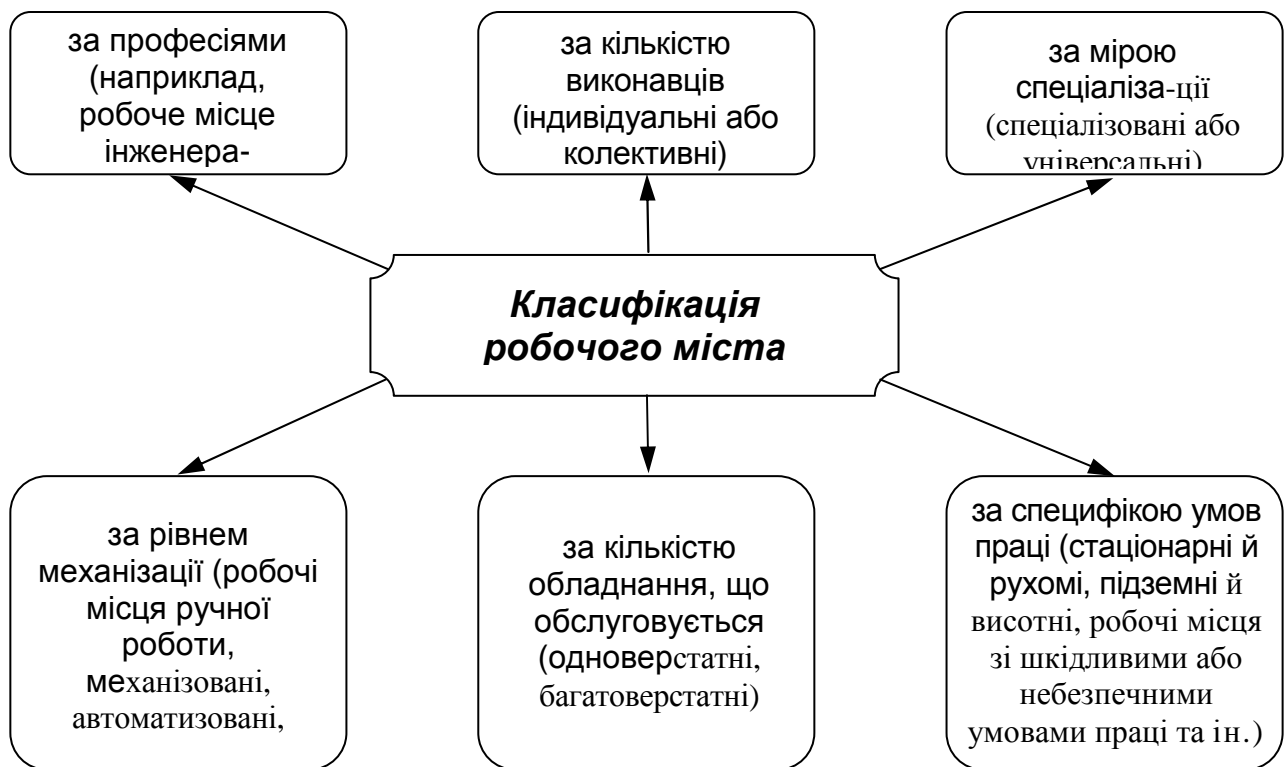 за професіями
(наприклад,
робоче місце
інженера-
за кількістю
виконавців
(індивідуальні або
колективні)
за мірою
спеціаліза-ції
(спеціалізовані або
універсальні)
Класифікація
робочого міста
за рівнем
механізації (робочі
місця ручної
роботи,
механізовані,
автоматизовані,
за кількістю
обладнання, що
обслуговується
(одноверстатні,
багатоверстатні)
за специфікою умов
праці (стаціонарні й
рухомі, підземні й
висотні, робочі місця
зі шкідливими або
небезпечними
умовами праці та ін.)